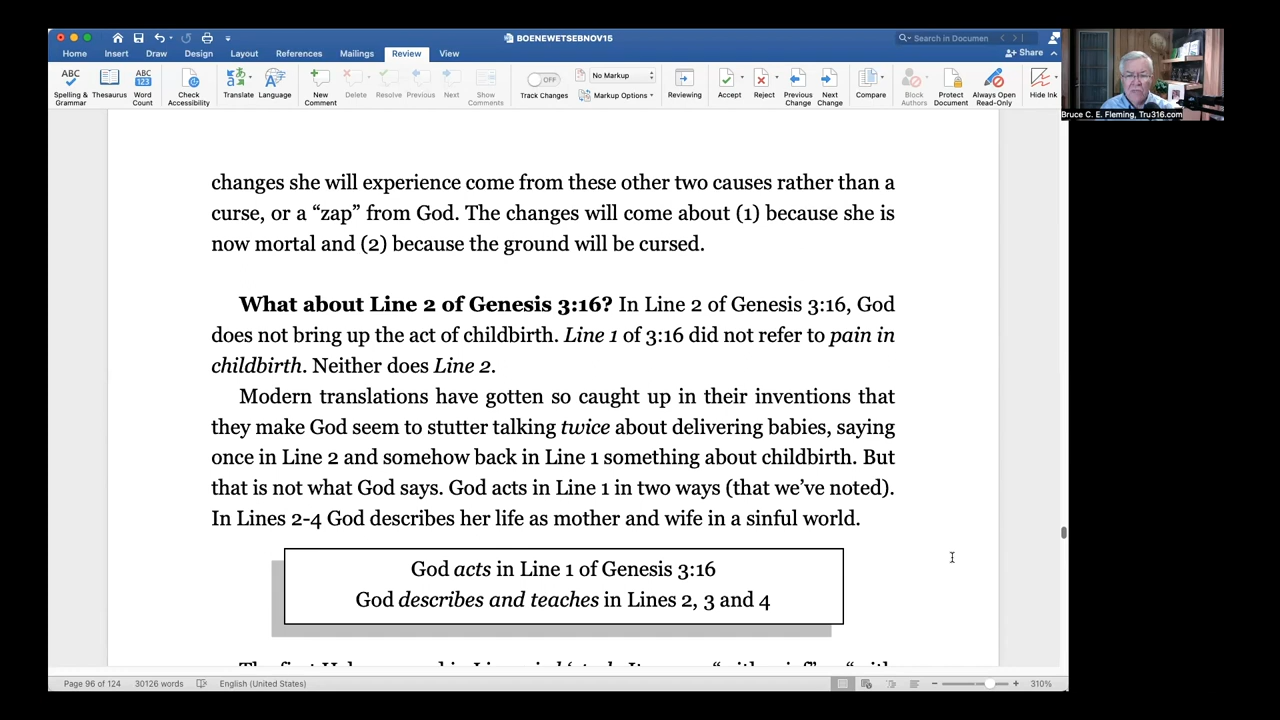 BOENEWETSEBNOV15
Search in Documen
Home Insert Draw Design Layout References Mailings Review View
Share
ABC ABC 123 OFF No Markup
Spelling & Grammar Thesaurus Word Count Check Accessibility Translate Language New Comment Delete Resolve Previous Next Show Comments Track Changes Markup Options Reviewing Accept Reject Previous Change Next Change Compare Block Authors Protect Document Always Open Read-Only Hide Ink
Bruce C. E. Fleming, Tru316.com
changes she will experience come from these other two causes rather than a
curse, or a “zap” from God. The changes will come about (1) because she is
now mortal and (2) because the ground will be cursed.
What about Line 2 of Genesis 3:16? In Line 2 of Genesis 3:16, God
does not bring up the act of childbirth. Line 1 of 3:16 did not refer to pain in
childbirth. Neither does Line 2.
Modern translations have gotten so caught up in their inventions that
they make God seem to stutter talking twice about delivering babies, saying
once in Line 2 and somehow back in Line 1 something about childbirth. But
that is not what God says. God acts in Line 1 in two ways (that we’ve noted).
In Lines 2-4 God describes her life as mother and wife in a sinful world.
God acts in Line 1 of Genesis 3:16
God describes and teaches in Lines 2, 3 and 4
Page 96 of 124 30126 words English (United States) 310%